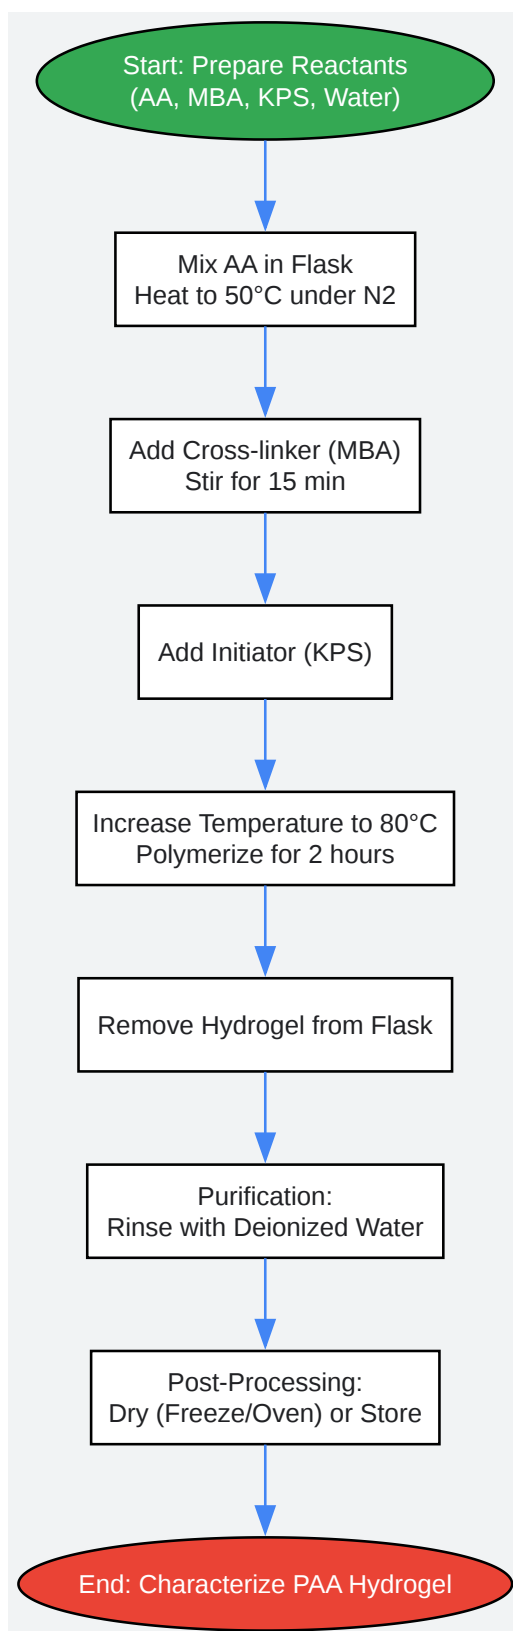 Start: Prepare Reactants
(AA, MBA, KPS, Water)
Mix AA in Flask
Heat to 50°C under N2
Add Cross-linker (MBA)
Stir for 15 min
Add Initiator (KPS)
Increase Temperature to 80°C
Polymerize for 2 hours
Remove Hydrogel from Flask
Purification:
Rinse with Deionized Water
Post-Processing:
Dry (Freeze/Oven) or Store
End: Characterize PAA Hydrogel